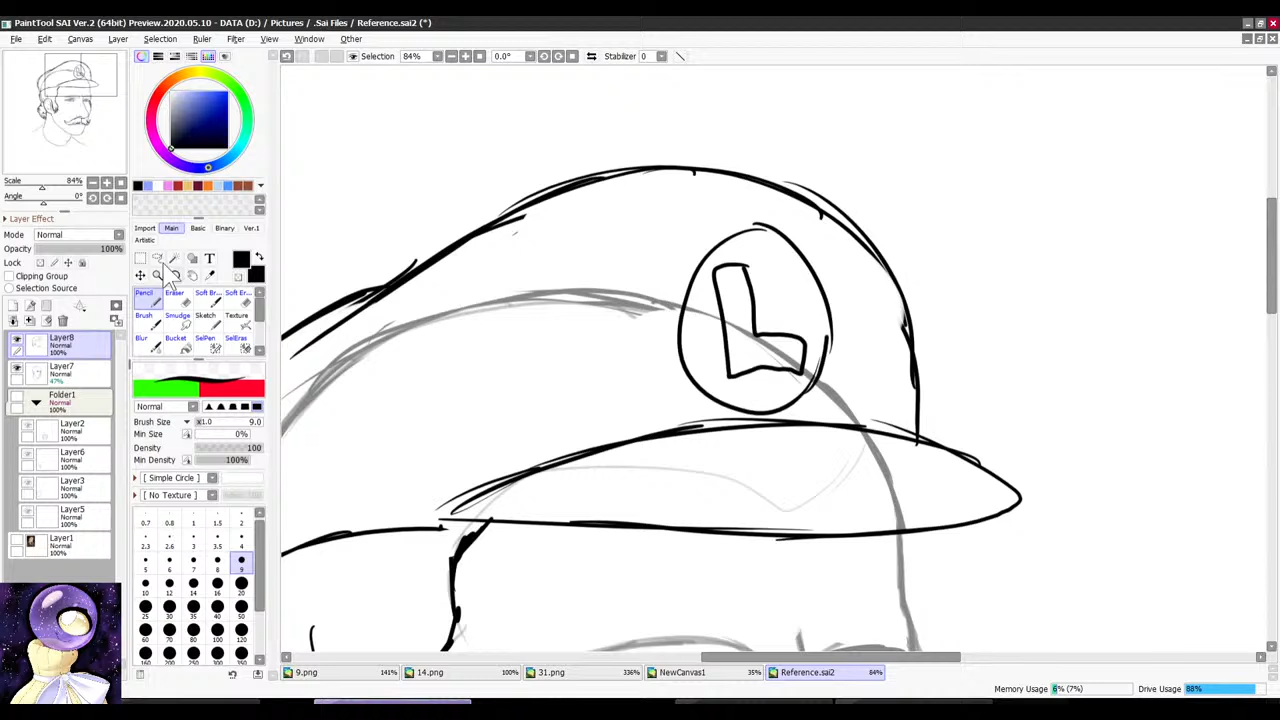 PaintTool SAI Ver.2 (64bit) Preview.2020.05.10 - DATA (D:) / Pictures / .Sai Files / Reference.sai2 (*)
File Edit Canvas Layer Selection Ruler Filter View Window Other
Selection 84% 0.0° Stabilizer 0
Scale 84%
Angle 0°
Layer Effect
Mode Normal
Opacity 100%
Lock
Clipping Group
Selection Source
Layer8
Normal
100%
Layer7
Normal
47%
Folder1
Normal
100%
Layer2
Normal
100%
Layer6
Normal
100%
Layer3
Normal
100%
Layer5
Normal
100%
Layer1
Normal
100%
Import Main Basic Binary Ver.1
Artistic
T
Pencil Eraser Soft Br... Soft Er...
Brush Smudge Sketch Texture
Blur Bucket SelPen SelEras
Normal
Brush Size x1.0 9.0
Min Size 0%
Density 100
Min Density 100%
[ Simple Circle ]
[ No Texture ]
0.7 0.8 1 1.5 2
2.3 2.6 3 3.5 4
5 6 7 8 9
10 12 14 16 20
25 30 35 40 50
60 70 80 100 120
160 200 250 300 350
L
9.png 141% 14.png 100% 31.png 336% NewCanvas1 35% Reference.sai2 84%
Memory Usage 6% (7%) Drive Usage 88%